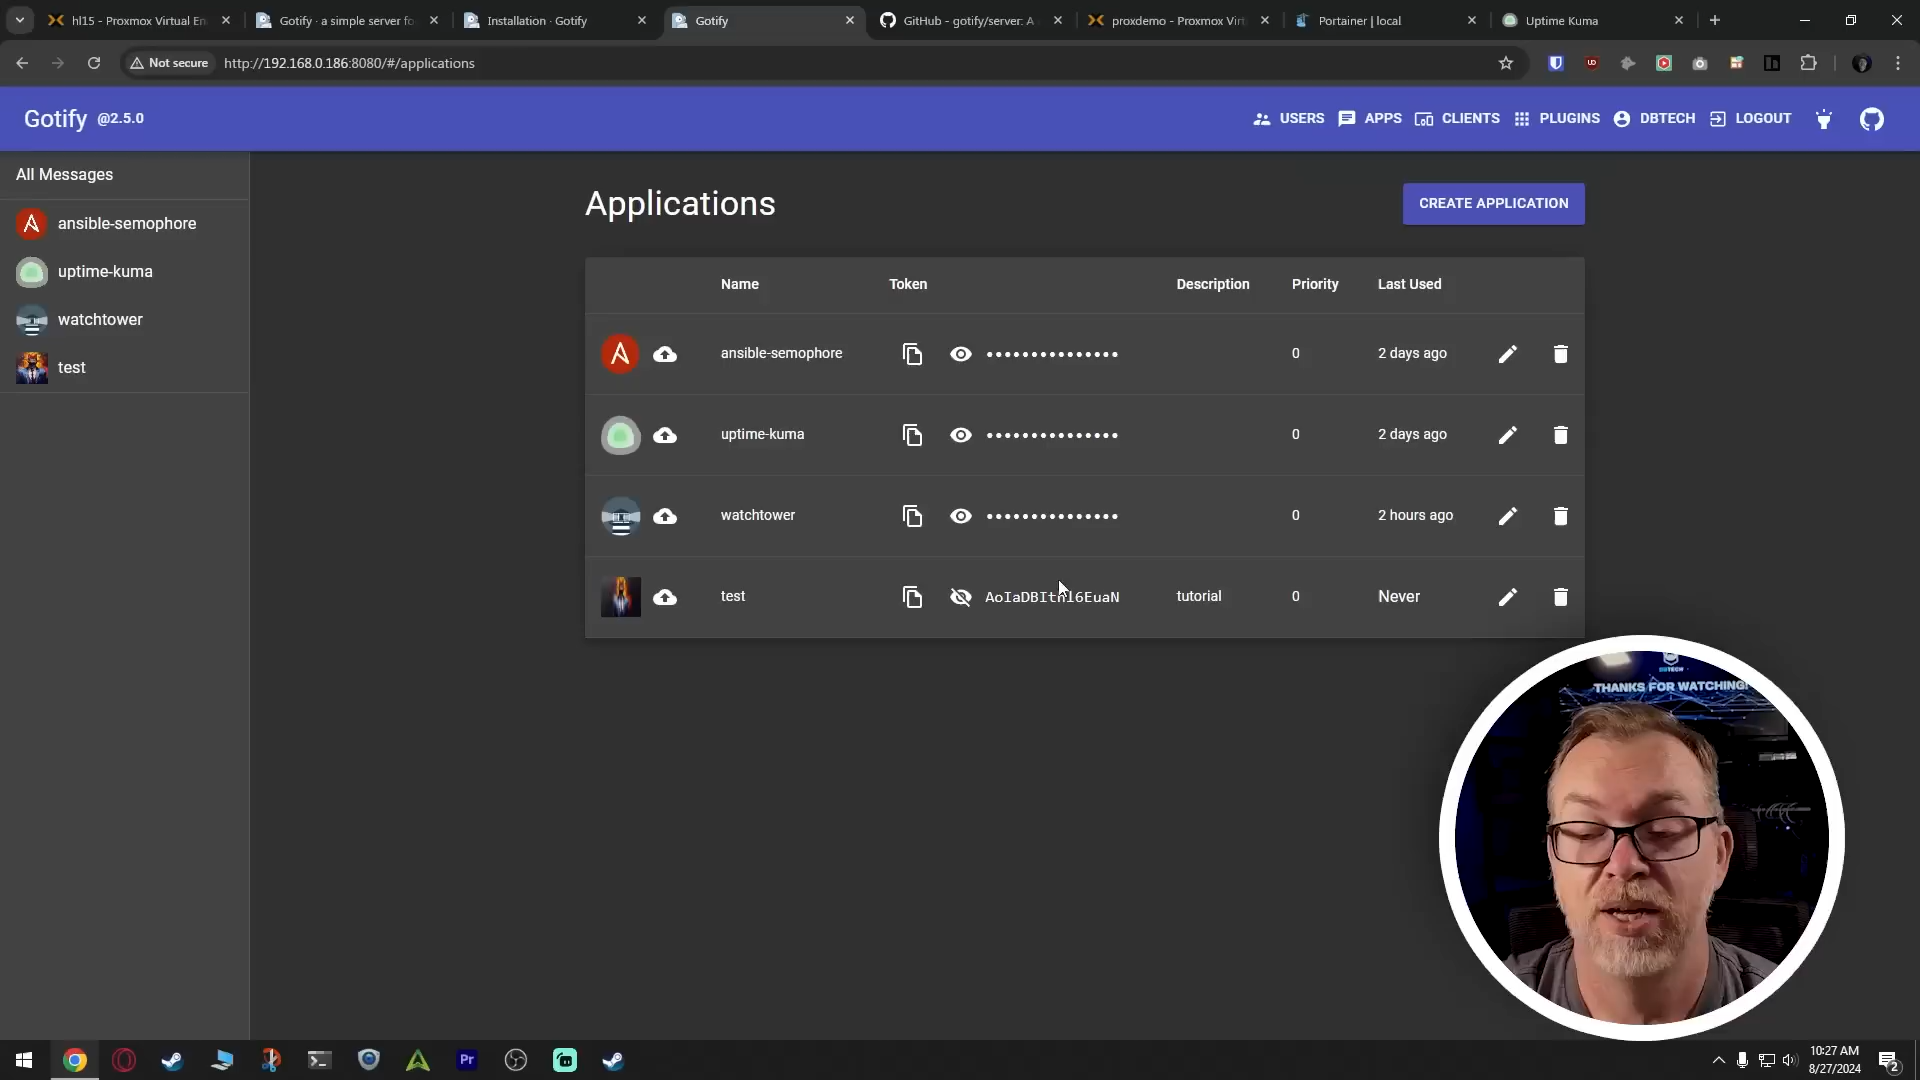 hl15 - Proxmox Virtual En
Gotify · a simple server fo
Installation · Gotify
Gotify
GitHub - gotify/server: A
proxdemo - Proxmox Virt
Portainer | local
Uptime Kuma
Not secure
http://192.168.0.186:8080/#/applications
Gotify @2.5.0
USERS
APPS
CLIENTS
PLUGINS
DBTECH
LOGOUT
All Messages
ansible-semophore
uptime-kuma
watchtower
test
Applications
CREATE APPLICATION
Name Token Description Priority Last Used
ansible-semophore ••••••••••••••• 0 2 days ago
uptime-kuma ••••••••••••••• 0 2 days ago
watchtower ••••••••••••••• 0 2 hours ago
test tutorial 0 Never
DBTECH
THANKS FOR WATCHING!
10:27 AM
8/27/2024
2